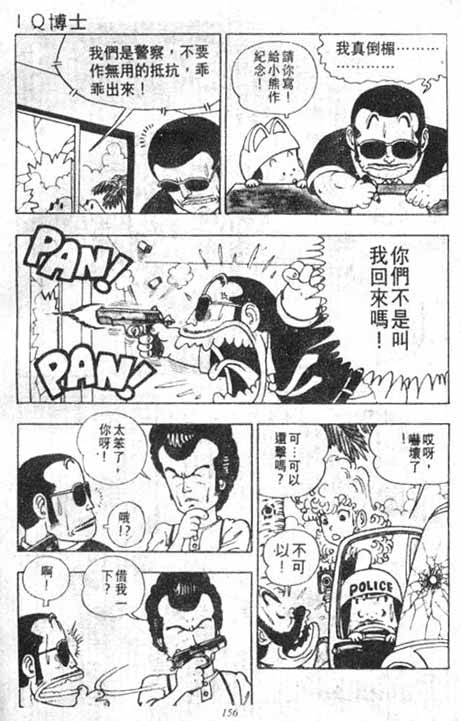 IQ博士
我真倒楣………
請你寫！
給小熊作
紀念！
我們是警察，不要
作無用的抵抗，乖
乖出來！
你們不是叫
我回來嗎！
PAN!
PAN!
哎呀，
嚇壞了
！
可…可以
還擊嗎？
不可
以！
POLICE
太笨了，
你呀！
哦!?
借我一
下？
啊！
156